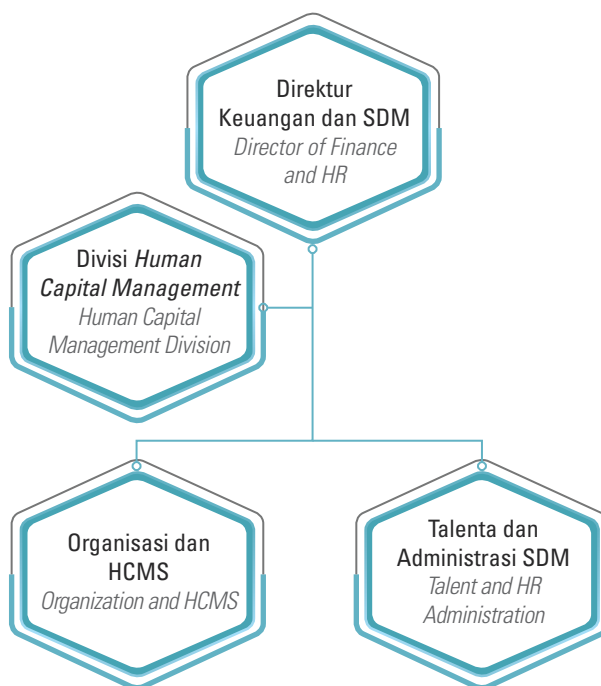 Direktur
Keuangan dan SDM
Director of Finance
and HR
Divisi Human
Capital Management
Human Capital
Management Division
Organisasi dan
HCMS
Organization and HCMS
Talenta dan
Administrasi SDM
Talent and HR
Administration